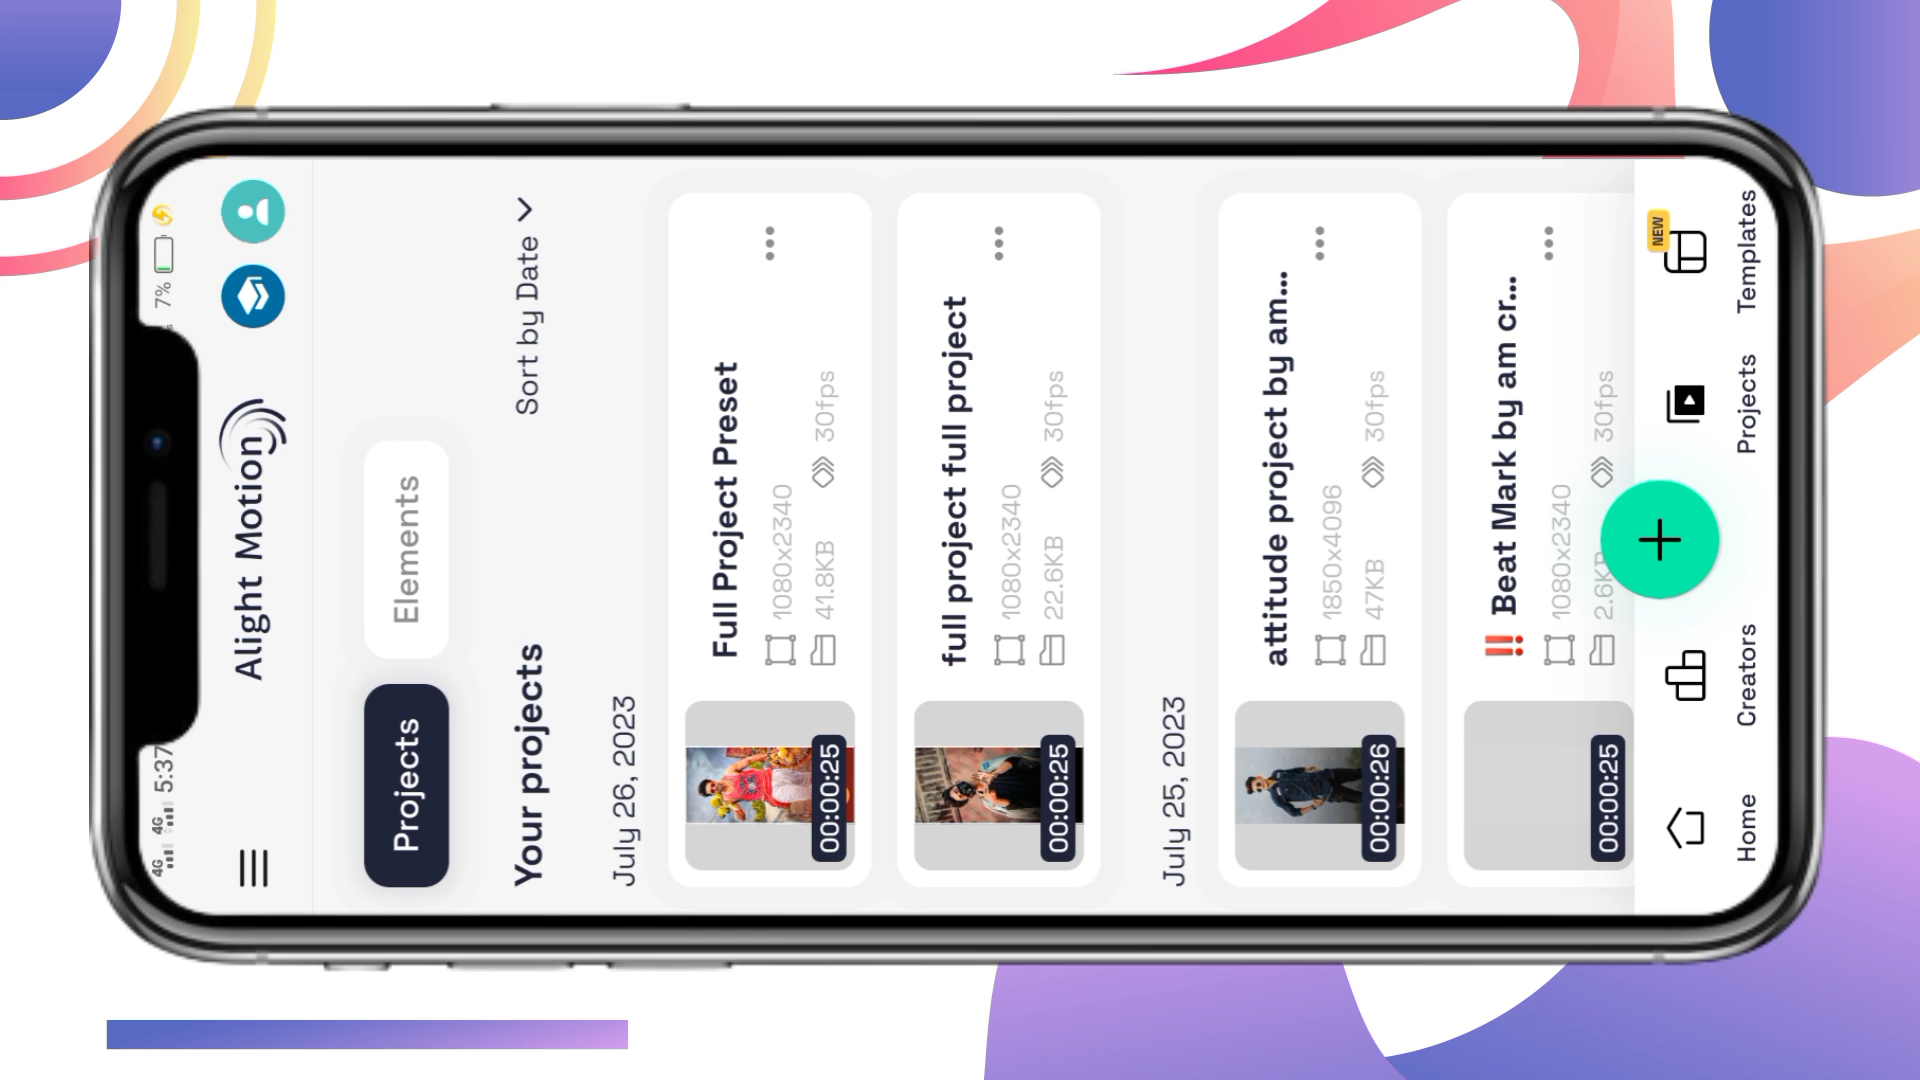 4G 4G 5:37
7%
Alight Motion
Projects
Elements
Your projects
Sort by Date
July 26, 2023
Full Project Preset
1080x2340
41.8KB 30fps
00:00:25
full project full project
1080x2340
22.6KB 30fps
00:00:25
July 25, 2023
attitude project by am...
1850x4096
47KB 30fps
00:00:26
‼ Beat Mark by am cr...
1080x2340
2.6K 30fps
00:00:25
NEW
Home
Creators
Projects
Templates